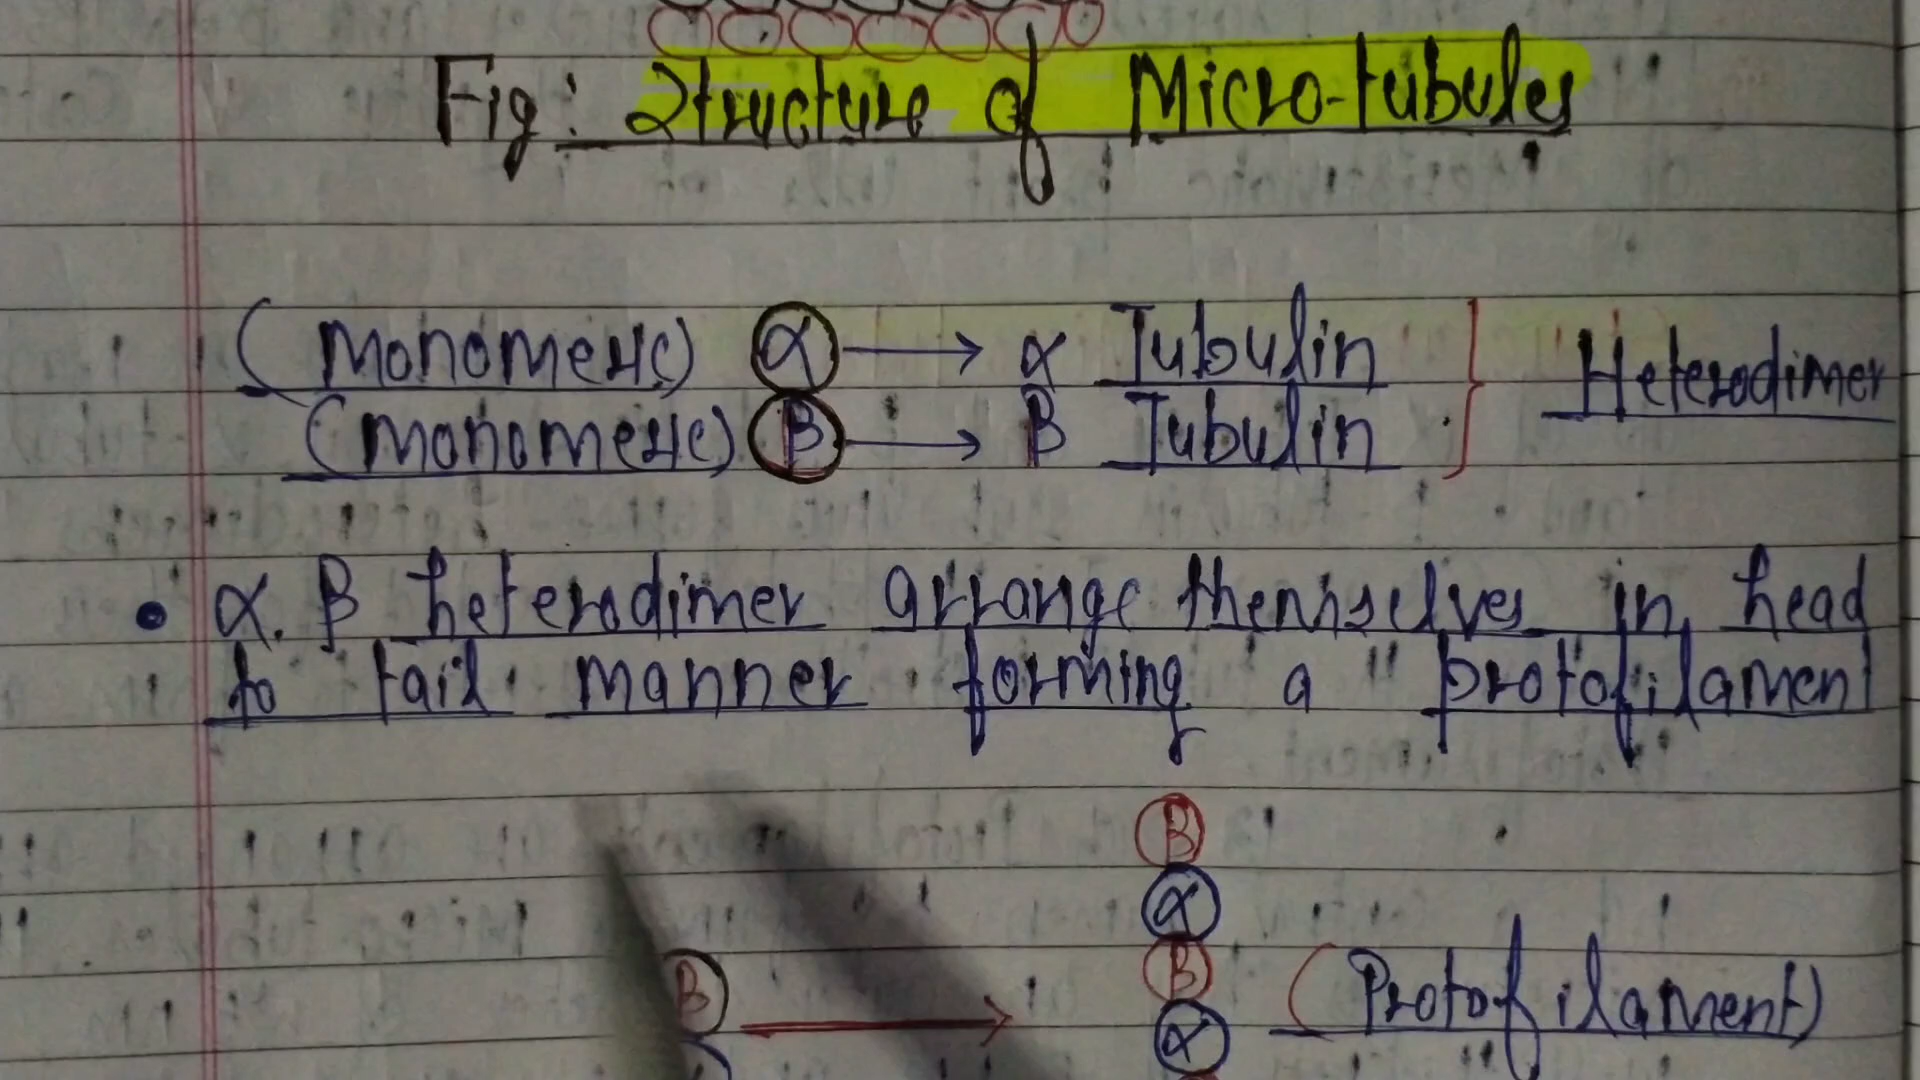 Fig: Structure of Micro-tubules
(Monomeric) α → α Tubulin
(Monomeric) β → β Tubulin } Heterodimer
• α. β heterodimer arrange themselves in head
to tail manner forming a "protofilament
β
α
β
β → α (Protofilament)